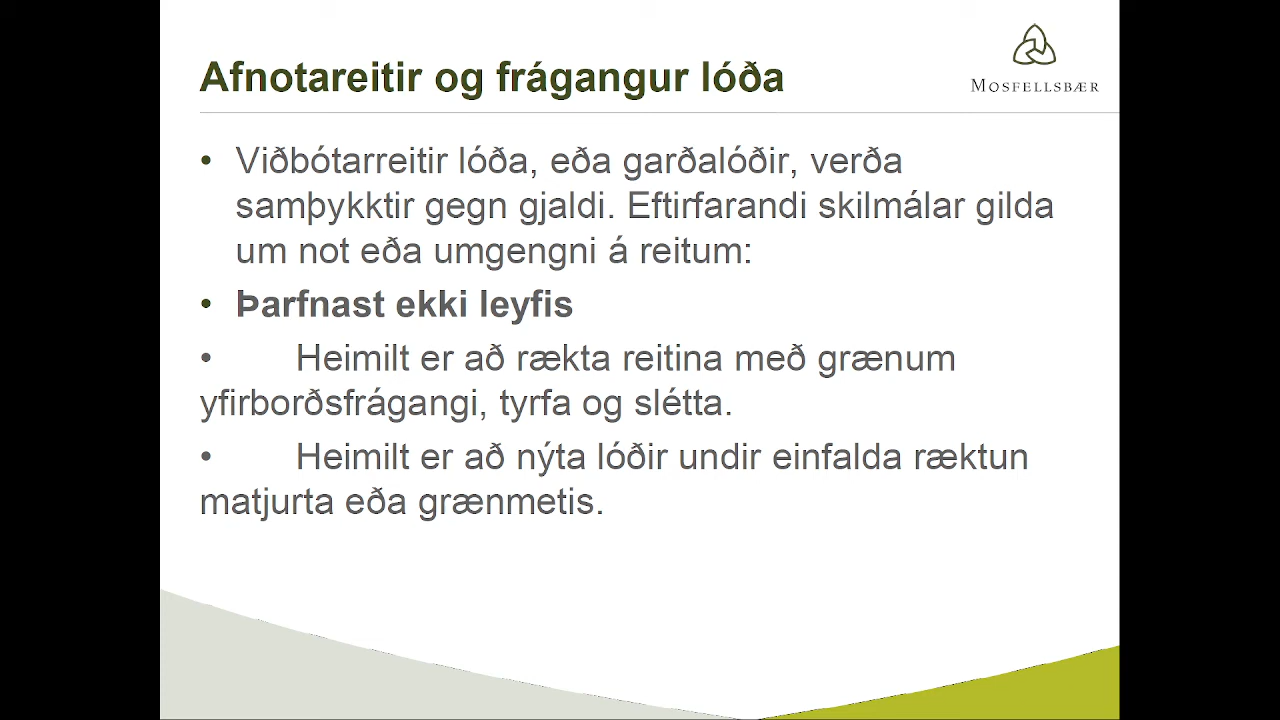 Afnotareitir og frágangur lóða
MOSFELLSBÆR
• Viðbótarreitir lóða, eða garðalóðir, verða
samþykktir gegn gjaldi. Eftirfarandi skilmálar gilda
um not eða umgengni á reitum:
• Þarfnast ekki leyfis
• Heimilt er að rækta reitina með grænum
yfirborðsfrágangi, tyrfa og slétta.
• Heimilt er að nýta lóðir undir einfalda ræktun
matjurta eða grænmetis.